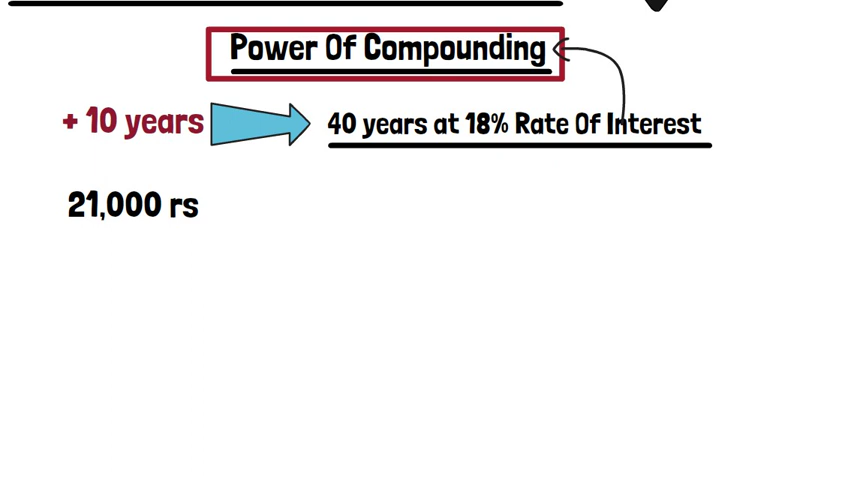 Power Of Compounding
+ 10 years
40 years at 18% Rate Of Interest
21,000 rs